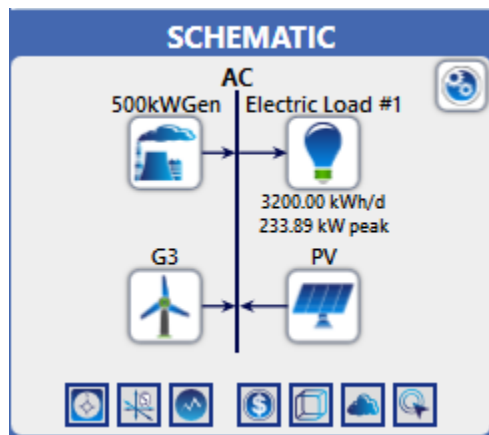 SCHEMATIC
AC
500kWGen Electric Load #1
3200.00 kWh/d
233.89 kW peak
G3 PV